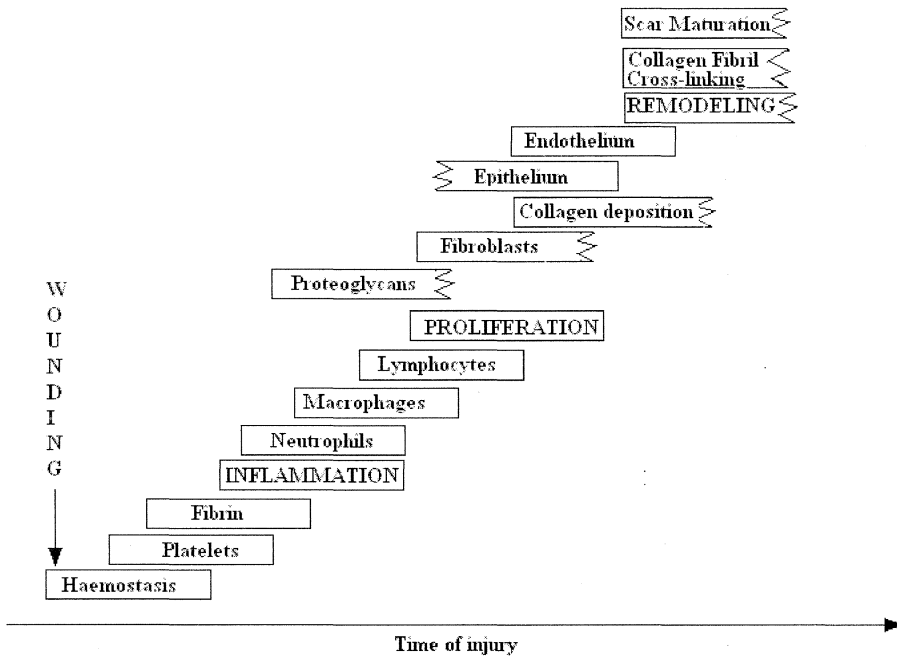 Scar Maturation
Collagen Fibril
Cross-linking
REMODELING
Endothelium
Epithelium
Collagen deposition
Fibroblasts
Proteoglycans
WOUNDING
PROLIFERATION
Lymphocytes
Macrophages
Neutrophils
INFLAMMATION
Fibrin
Platelets
Haemostasis
Time of injury